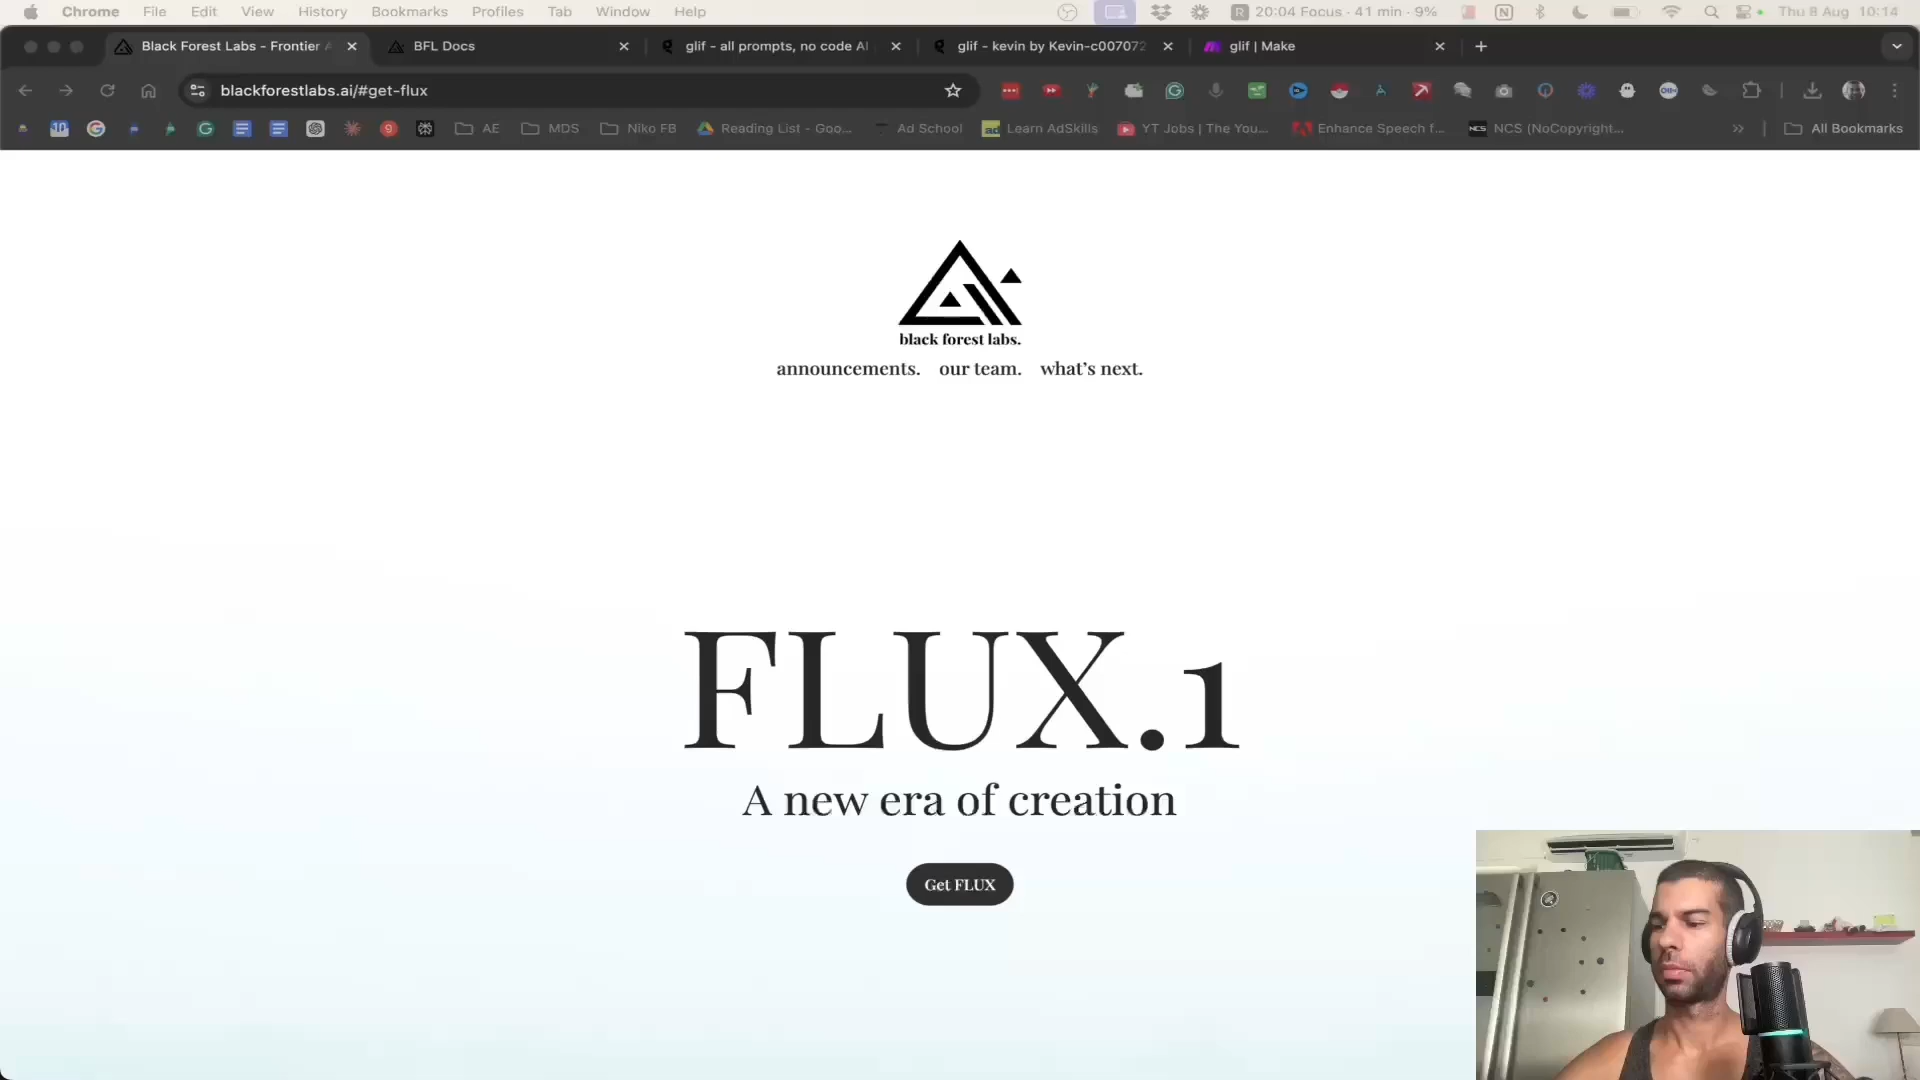 Chrome File Edit View History Bookmarks Profiles Tab Window Help 20:04 Focus - 41 min - 9% Thu 8 Aug 10:14
Black Forest Labs - Frontier BFL Docs glif - all prompts, no code AI glif - kevin by Kevin-c007072 glif | Make
blackforestlabs.ai/#get-flux
AE MDS Niko FB Reading List - Goo... Ad School Learn AdSkills YT Jobs | The You... Enhance Speech f... NCS (NoCopyright... All Bookmarks
black forest labs.
announcements. our team. what's next.
FLUX.1
A new era of creation
Get FLUX